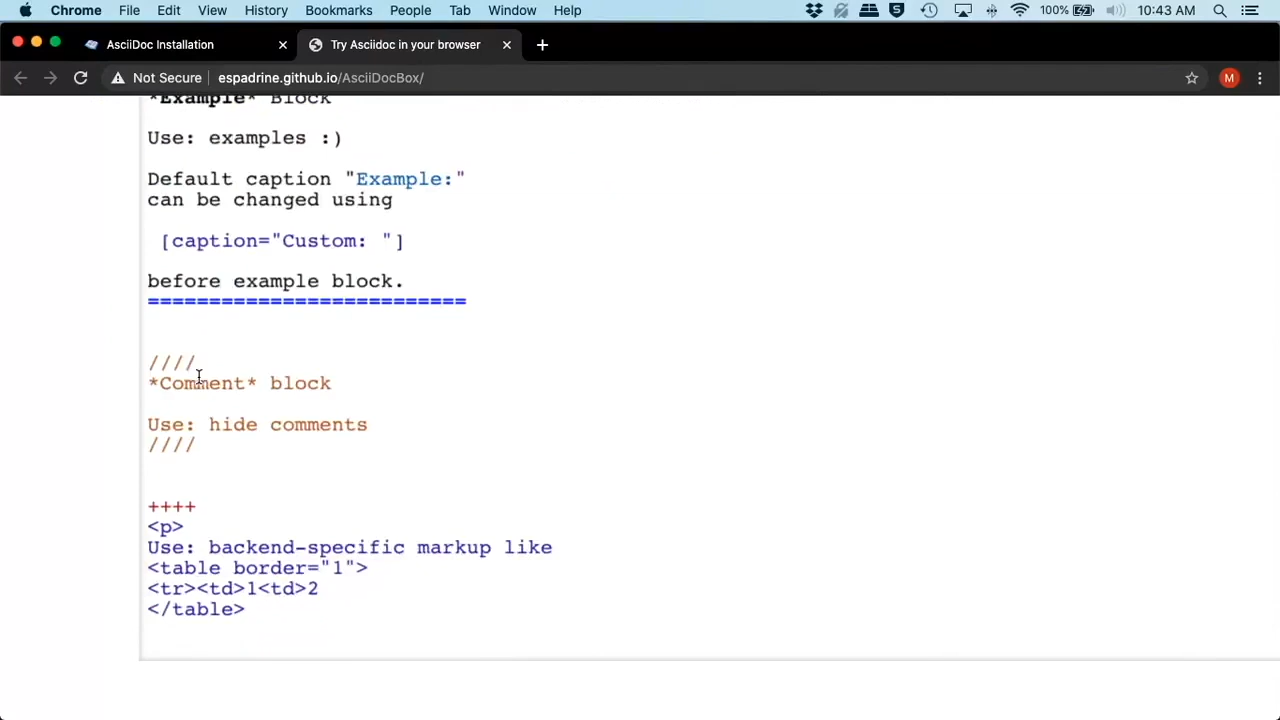 Chrome File Edit View History Bookmarks People Tab Window Help 100% 10:43 AM
AsciiDoc Installation Try Asciidoc in your browser
Not Secure espadrine.github.io/AsciiDocBox/ M
*Example* Block
Use: examples :)
Default caption "Example:"
can be changed using
[caption="Custom: "]
before example block.
==========================
////
*Comment* block
Use: hide comments
////
++++
<p>
Use: backend-specific markup like
<table border="1">
<tr><td>1<td>2
</table>